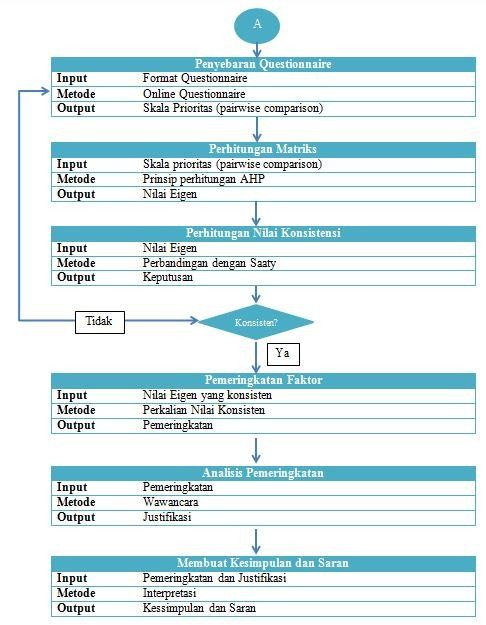 A
Penyebaran Questionnaire
Input Format Questionnaire
Metode Online Questionnaire
Output Skala Prioritas (pairwise comparison)
Perhitungan Matriks
Input Skala prioritas (pairwise comparison)
Metode Prinsip perhitungan AHP
Output Nilai Eigen
Perhitungan Nilai Konsistensi
Input Nilai Eigen
Metode Perbandingan dengan Saaty
Output Keputusan
Tidak
Konsisten?
Ya
Pemeringkatan Faktor
Input Nilai Eigen yang konsisten
Metode Perkalian Nilai Konsisten
Output Pemeringkatan
Analisis Pemeringkatan
Input Pemeringkatan
Metode Wawancara
Output Justifikasi
Membuat Kesimpulan dan Saran
Input Pemeringkatan dan Justifikasi
Metode Interpretasi
Output Kessimpulan dan Saran